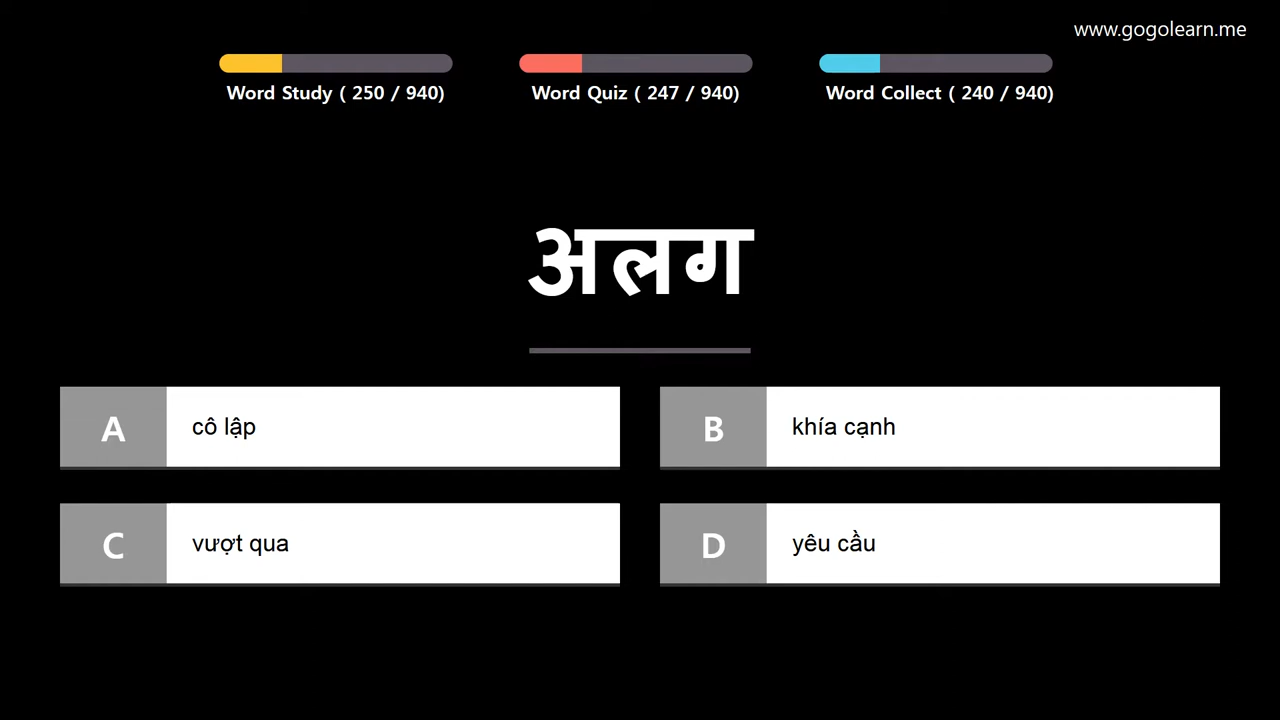 www.gogolearn.me
Word Study ( 250 / 940)
Word Quiz ( 247 / 940)
Word Collect ( 240 / 940)
अलग
A
cô lập
B
khía cạnh
C
vượt qua
D
yêu cầu